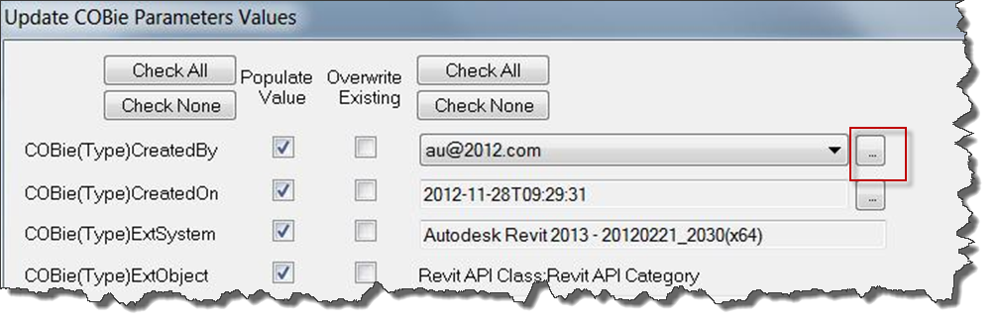 Update COBie Parameters Values
Check All
Populate Value
Overwrite Existing
Check All
Check None
Check None
COBie(Type)CreatedBy
au@2012.com
...
COBie(Type)CreatedOn
2012-11-28T09:29:31
...
COBie(Type)ExtSystem
Autodesk Revit 2013 - 20120221_2030(x64)
COBie(Type)ExtObject
Revit API Class:Revit API Category